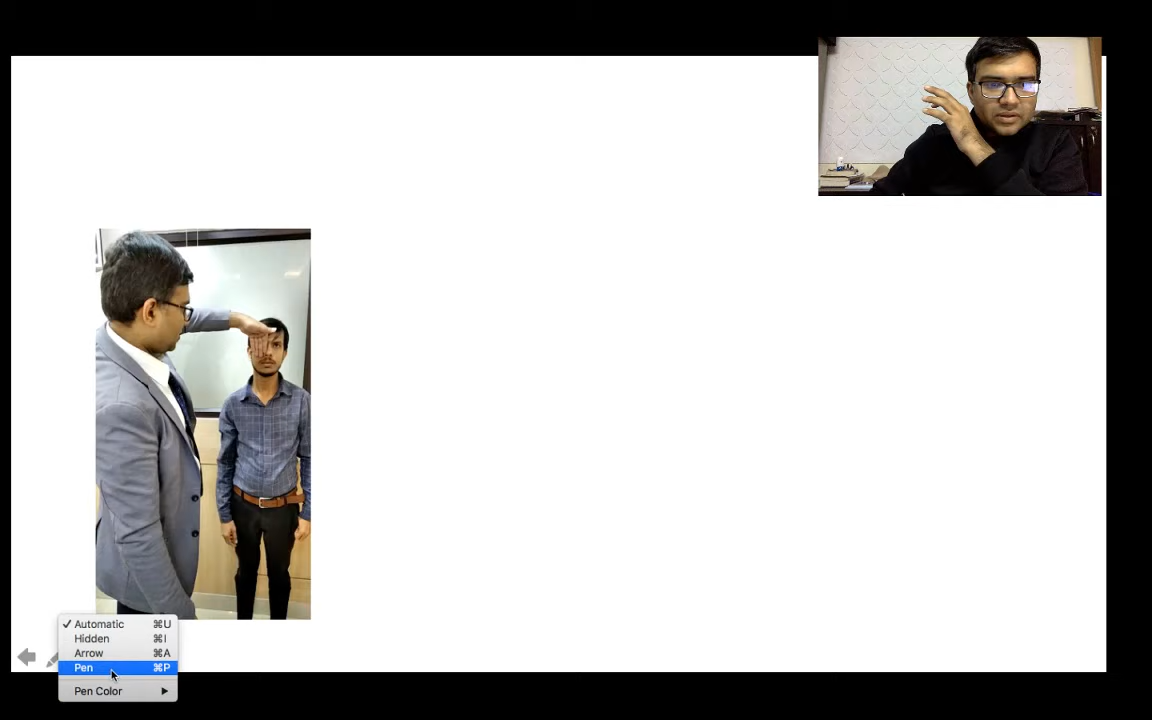 ✓ Automatic ⌘U
Hidden ⌘I
Arrow ⌘A
Pen ⌘P
Pen Color ▶